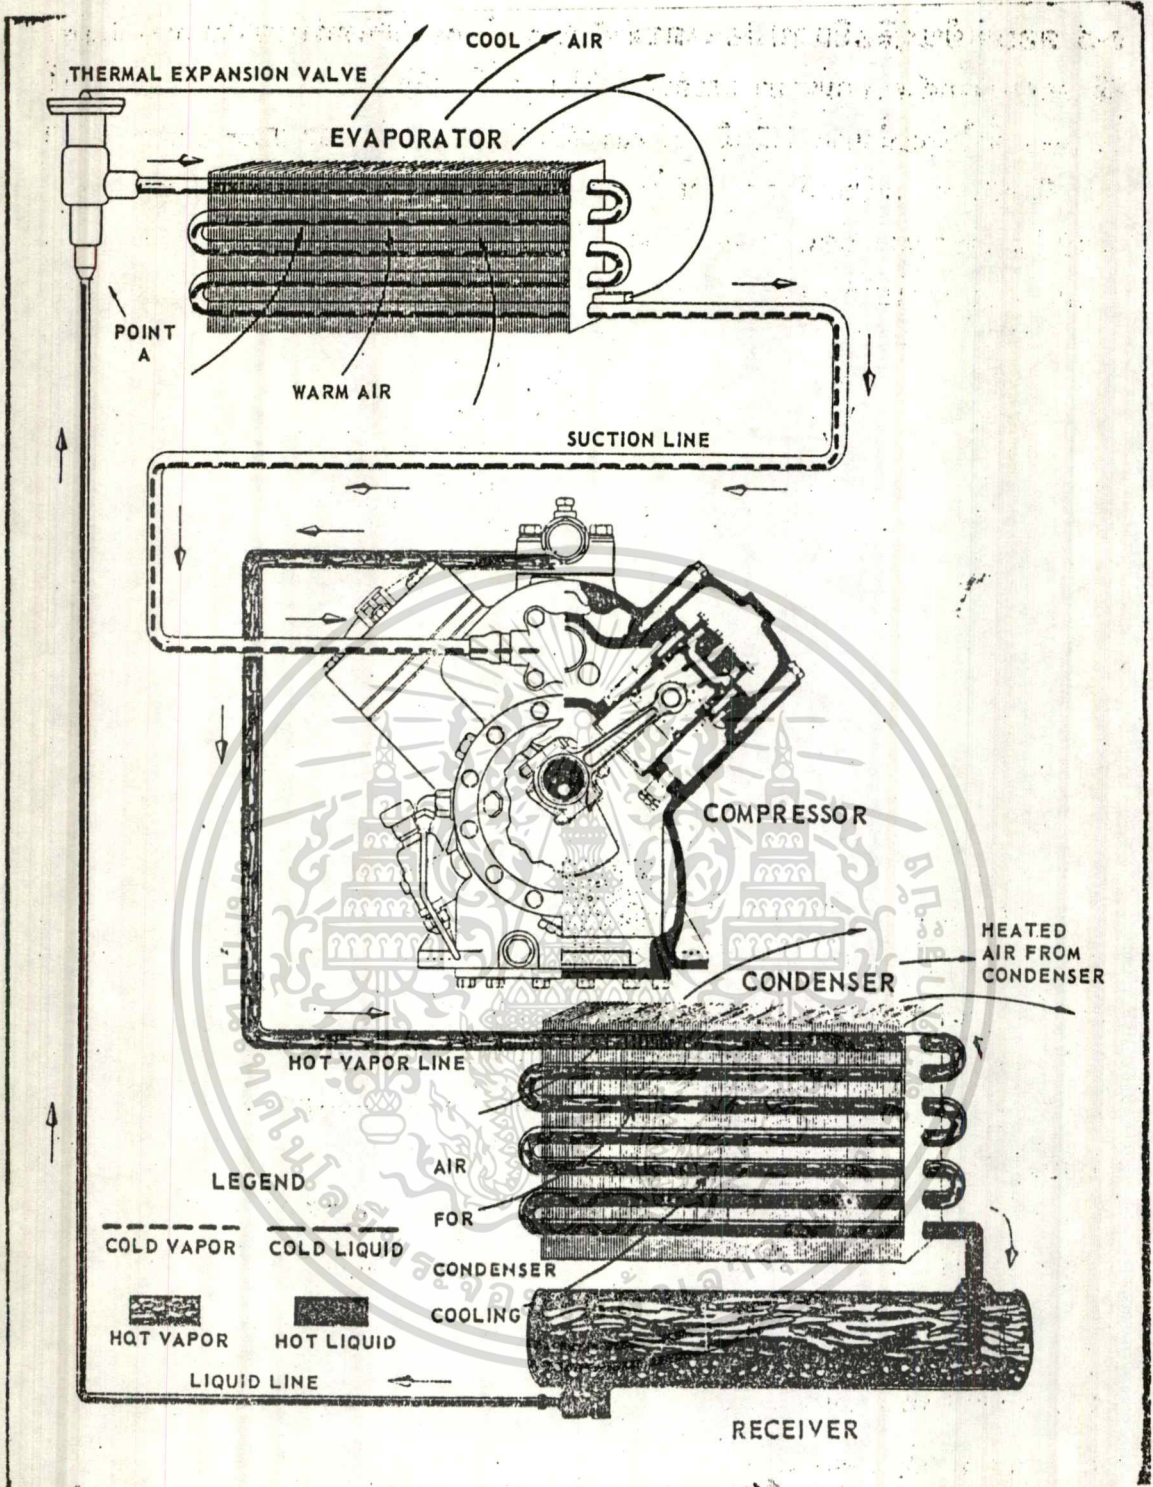 COOL AIR
THERMAL EXPANSION VALVE
EVAPORATOR
POINT
A
WARM AIR
SUCTION LINE
COMPRESSOR
HEATED
AIR FROM
CONDENSER
CONDENSER
HOT VAPOR LINE
AIR
FOR
CONDENSER
COOLING
LEGEND
COLD VAPOR
COLD LIQUID
HOT VAPOR
HOT LIQUID
LIQUID LINE
RECEIVER